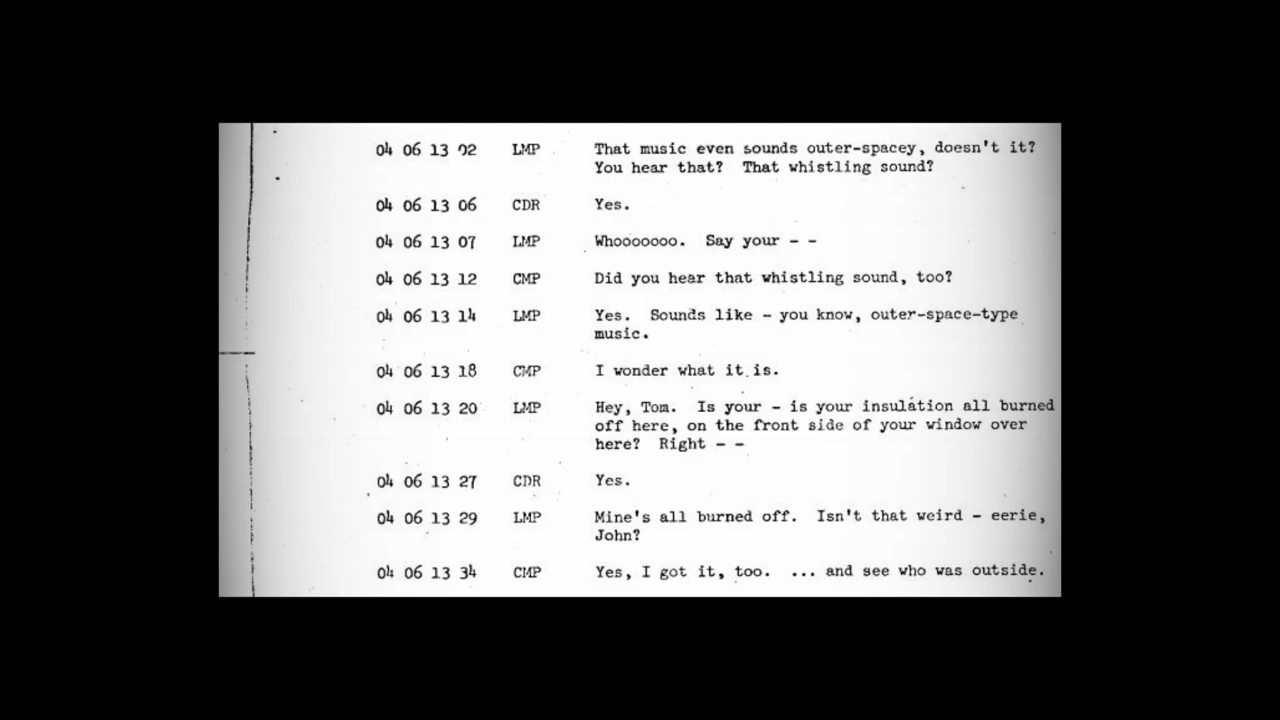 04 06 13 02 LMP That music even sounds outer-spacey, doesn't it?
You hear that? That whistling sound?
04 06 13 06 CDR Yes.
04 06 13 07 LMP Whooooooo. Say your - -
04 06 13 12 CMP Did you hear that whistling sound, too?
04 06 13 14 LMP Yes. Sounds like - you know, outer-space-type
music.
04 06 13 18 CMP I wonder what it is.
04 06 13 20 LMP Hey, Tom. Is your - is your insulation all burned
off here, on the front side of your window over
here? Right - -
04 06 13 27 CDR Yes.
04 06 13 29 LMP Mine's all burned off. Isn't that weird - eerie,
John?
04 06 13 34 CMP Yes, I got it, too. ... and see who was outside.